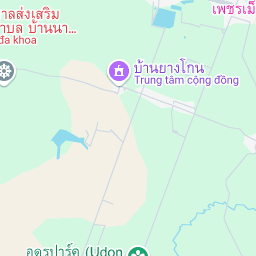 เพชรเม็
าลส่งเสริม
าบล บ้านนา...
đa khoa
บ้านยางโกน
Trung tâm cộng đồng
อุดรปาร์ค (Udon